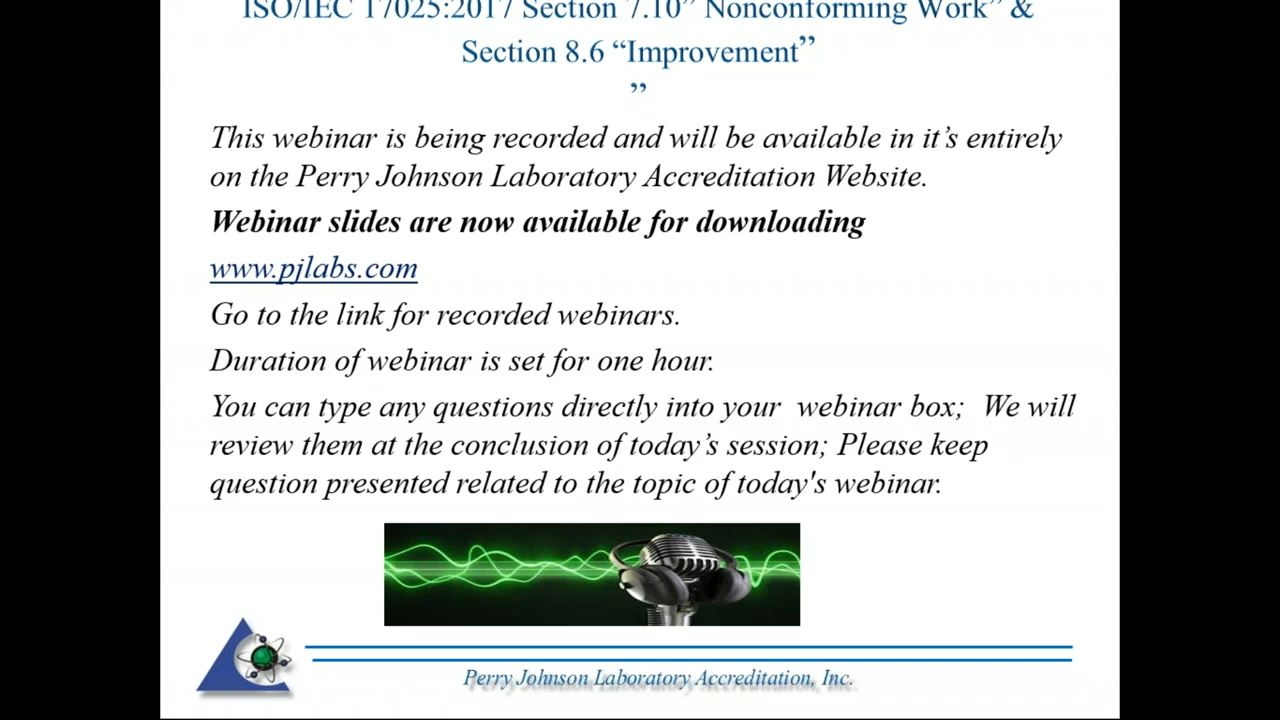 ISO/IEC 17025:2017 Section 7.10” Nonconforming Work” &
Section 8.6 “Improvement”
”
This webinar is being recorded and will be available in it’s entirely
on the Perry Johnson Laboratory Accreditation Website.
Webinar slides are now available for downloading
www.pjlabs.com
Go to the link for recorded webinars.
Duration of webinar is set for one hour.
You can type any questions directly into your  webinar box;  We will
review them at the conclusion of today’s session; Please keep
question presented related to the topic of today's webinar.
Perry Johnson Laboratory Accreditation, Inc.